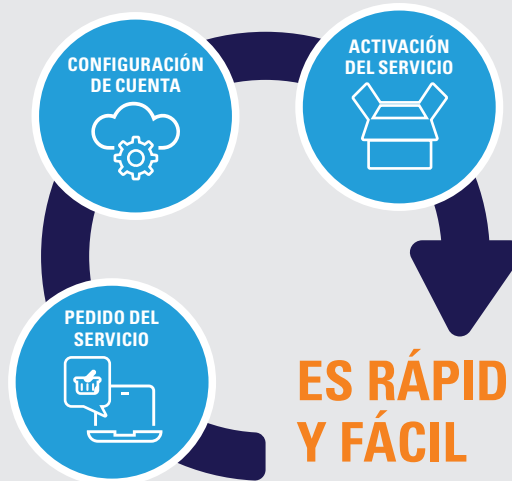 CONFIGURACIÓN
DE CUENTA
ACTIVACIÓN
DEL SERVICIO
PEDIDO DEL
SERVICIO
ES RÁPID
Y FÁCIL